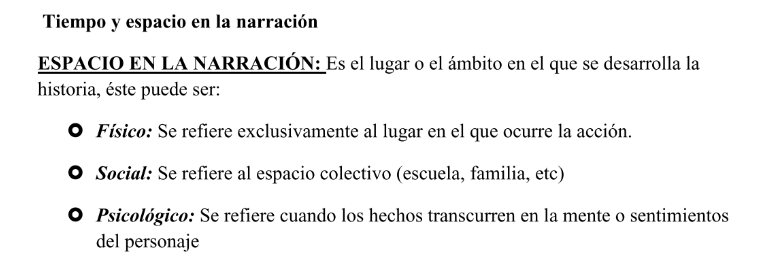 Tiempo y espacio en la narración
ESPACIO EN LA NARRACIÓN: Es el lugar o el ámbito en el que se desarrolla la
historia, éste puede ser:
Físico: Se refiere exclusivamente al lugar en el que ocurre la acción.
Social: Se refiere al espacio colectivo (escuela, familia, etc)
Psicológico: Se refiere cuando los hechos transcurren en la mente o sentimientos
del personaje